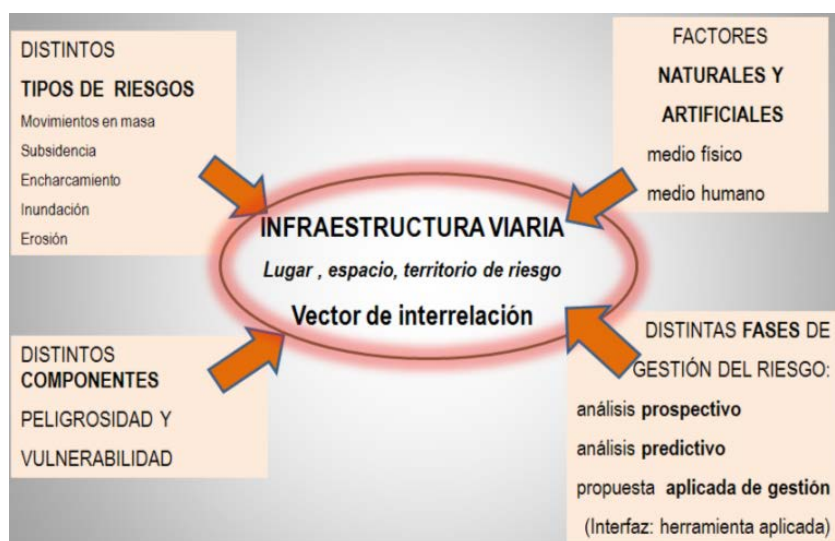 DISTINTOS
TIPOS DE RIESGOS
Movimientos en masa
Subsidencia
Encharcamiento
Inundación
Erosión
FACTORES
NATURALES Y
ARTIFICIALES
medio físico
medio humano
INFRAESTRUCTURA VIARIA
Lugar , espacio, territorio de riesgo
Vector de interrelación
DISTINTOS
COMPONENTES
PELIGROSIDAD Y
VULNERABILIDAD
DISTINTAS FASES DE
GESTIÓN DEL RIESGO:
análisis prospectivo
análisis predictivo
propuesta aplicada de gestión
(Interfaz: herramienta aplicada)